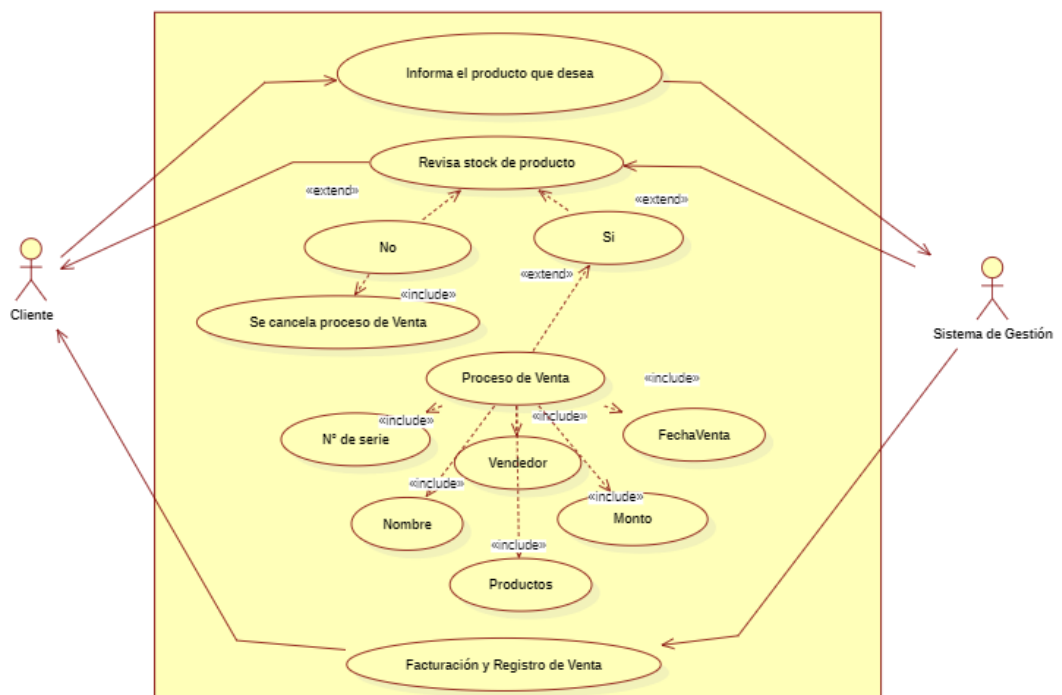 Informa el producto que desea
Revisa stock de producto
«extend»
«extend»
No
Si
«extend»
«include»
Se cancela proceso de Venta
Cliente
Sistema de Gestión
Proceso de Venta
«include»
«include»
«include»
N° de serie
FechaVenta
Vendedor
«include»
«include»
Nombre
Monto
«include»
Productos
Facturación y Registro de Venta